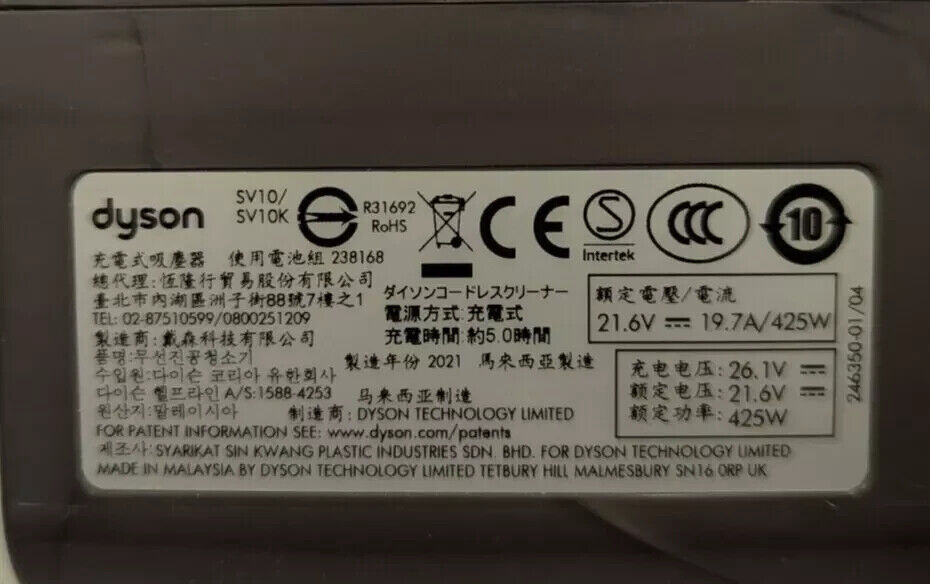 dyson
SV10/
SV10K
R31692
RoHS
CE
S
Intertek
CCC
10
充電式吸塵器 使用電池組 238168
總代理:恆隆行貿易股份有限公司
臺北市內湖區洲子街88號7樓之1
TEL: 02-87510599/0800251209
製造商:戴森科技有限公司
품명:무선진공청소기
수입원:다이슨 코리아 유한회사
다이슨 헬프라인 A/S:1588-4253
원산지:말레이시아
ダイソンコードレスクリーナー
電源方式:充電式
充電時間:約5.0時間
製造年份 2021 馬來西亞製造
马来西亚制造
制造商:DYSON TECHNOLOGY LIMITED
額定電壓/電流
21.6V 19.7A/425W
充电电压:26.1V
额定电压:21.6V
额定功率:425W
246350-01/04
FOR PATENT INFORMATION SEE: www.dyson.com/patents
제조사:SYARIKAT SIN KWANG PLASTIC INDUSTRIES SDN. BHD. FOR DYSON TECHNOLOGY LIMITED
MADE IN MALAYSIA BY DYSON TECHNOLOGY LIMITED TETBURY HILL MALMESBURY SN16 0RP UK